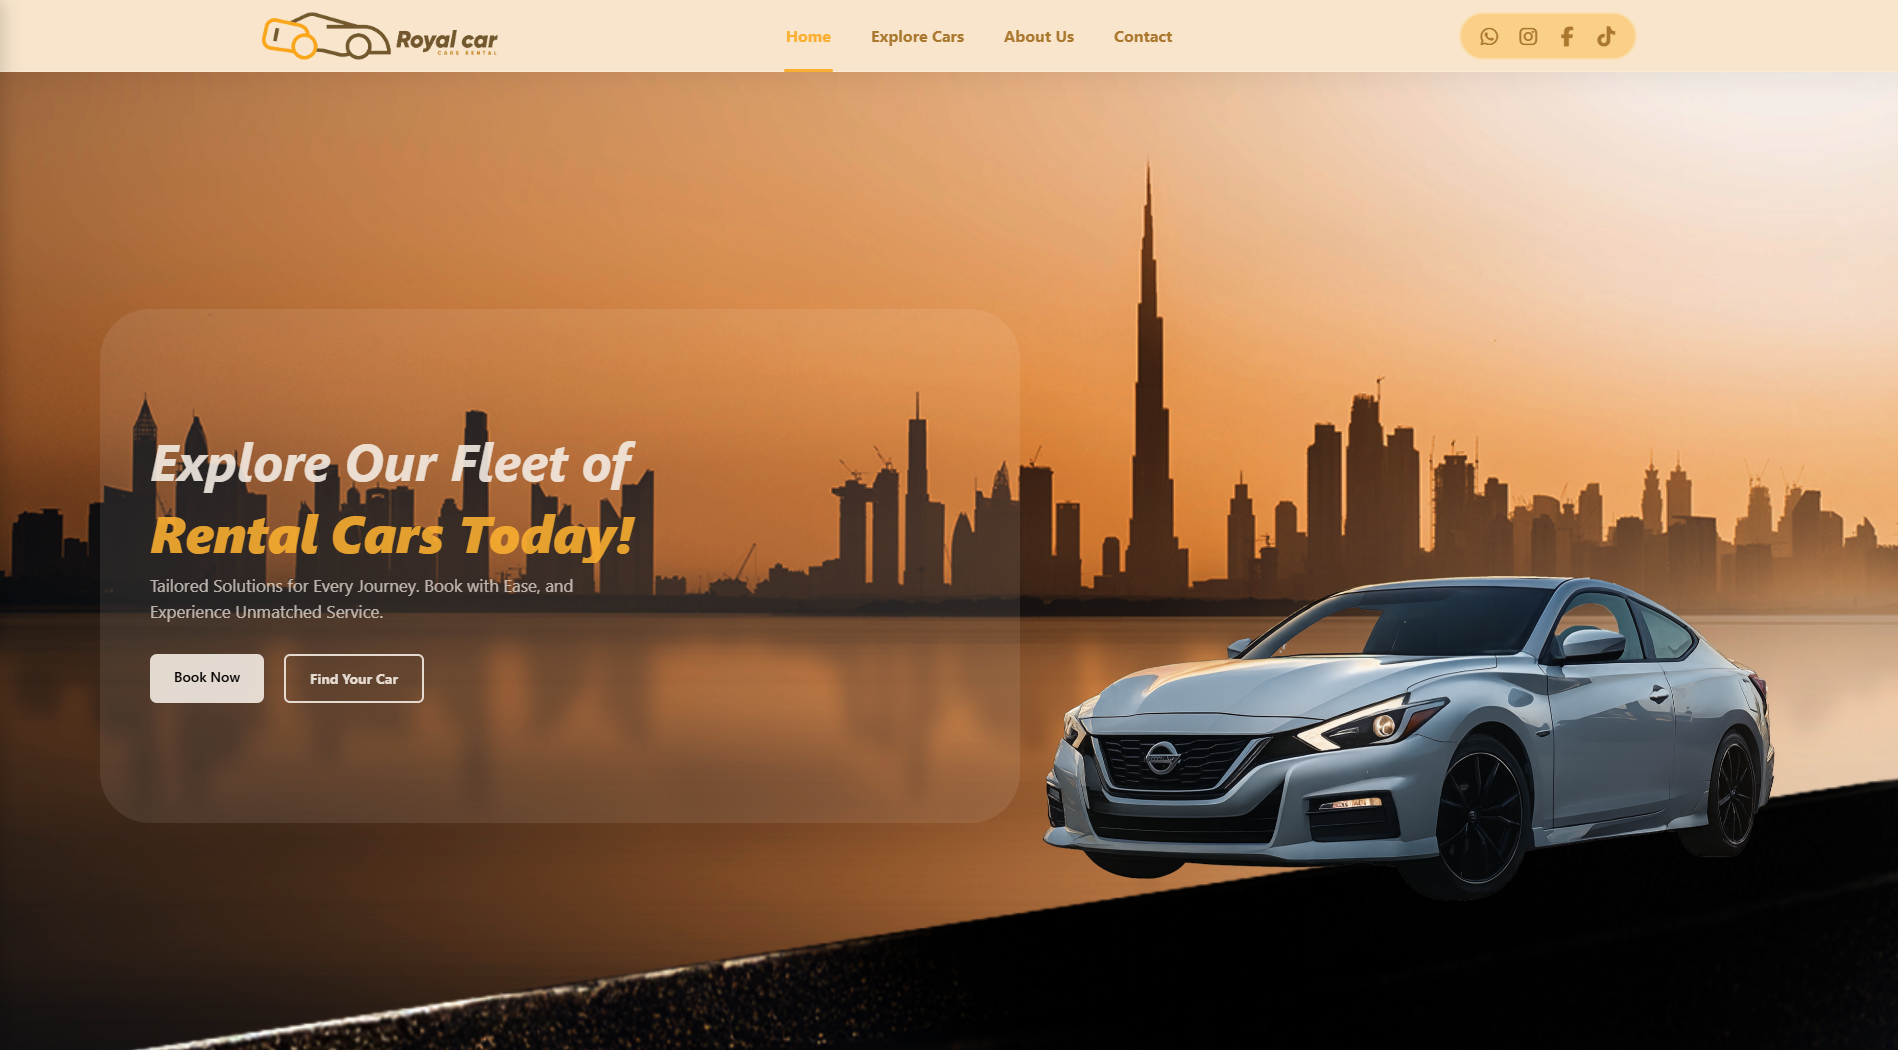 Royal car
CARS RENTAL
Home
Explore Cars
About Us
Contact
Explore Our Fleet of
Rental Cars Today!
Tailored Solutions for Every Journey. Book with Ease, and
Experience Unmatched Service.
Book Now
Find Your Car